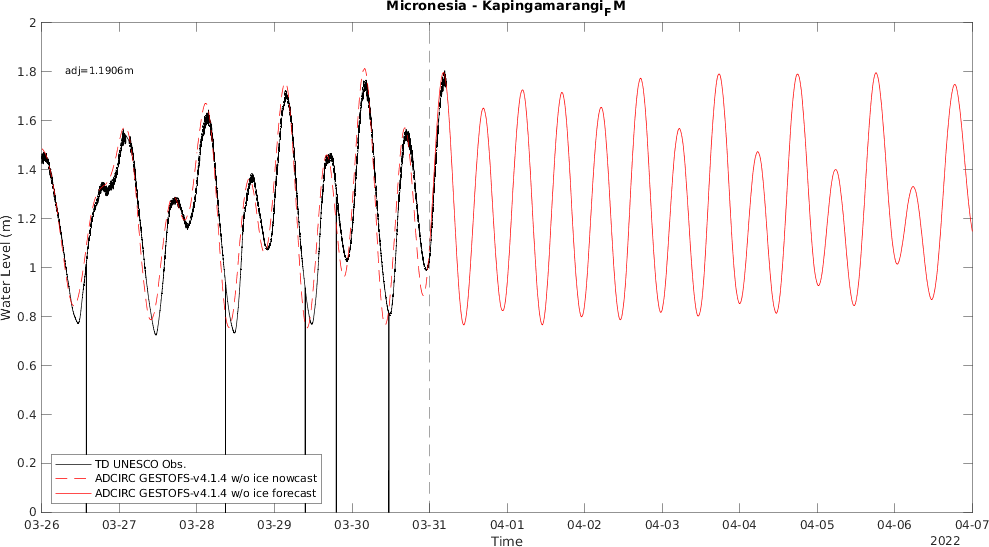 Micronesia - Kapingamarangi_FM
2
1.8
1.6
1.4
1.2
1
0.8
0.6
0.4
0.2
0
Water Level (m)
adj=1.1906m
TD UNESCO Obs.
ADCIRC GESTOFS-v4.1.4 w/o ice nowcast
ADCIRC GESTOFS-v4.1.4 w/o ice forecast
03-26 03-27 03-28 03-29 03-30 03-31 04-01 04-02 04-03 04-04 04-05 04-06 04-07
Time
2022